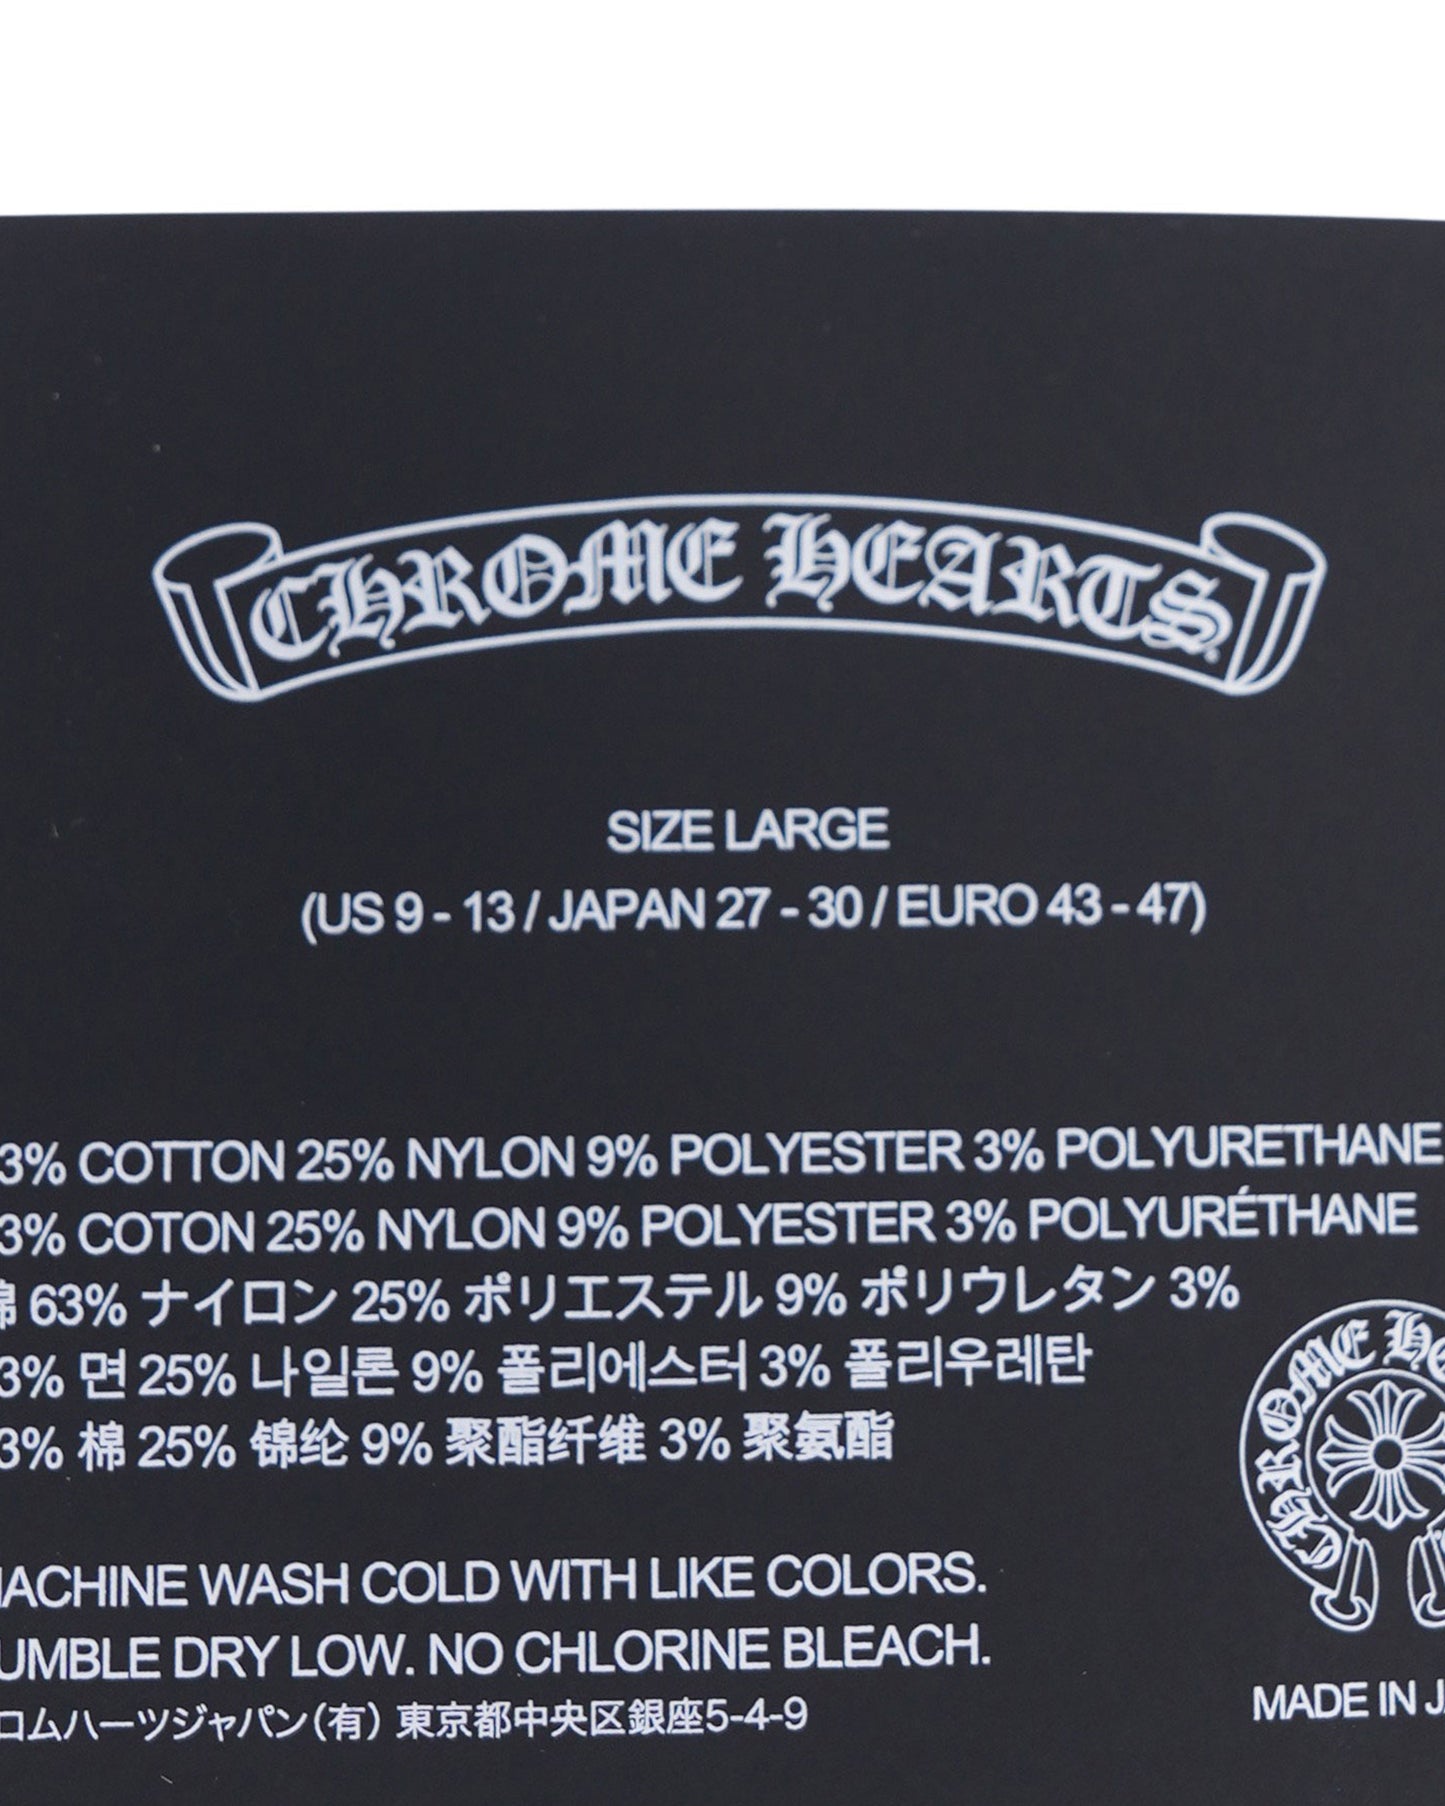 CHROME HEARTS
SIZE LARGE
(US 9 - 13 / JAPAN 27 - 30 / EURO 43 - 47)
3% COTTON 25% NYLON 9% POLYESTER 3% POLYURETHANE
3% COTON 25% NYLON 9% POLYESTER 3% POLYURÉTHANE
綿 63% ナイロン 25% ポリエステル 9% ポリウレタン 3%
3% 면 25% 나일론 9% 폴리에스터 3% 폴리우레탄
3% 棉 25% 锦纶 9% 聚酯纤维 3% 聚氨酯
CHROME HE
MACHINE WASH COLD WITH LIKE COLORS.
UMBLE DRY LOW. NO CHLORINE BLEACH.
ロムハーツジャパン(有) 東京都中央区銀座5-4-9
MADE IN J